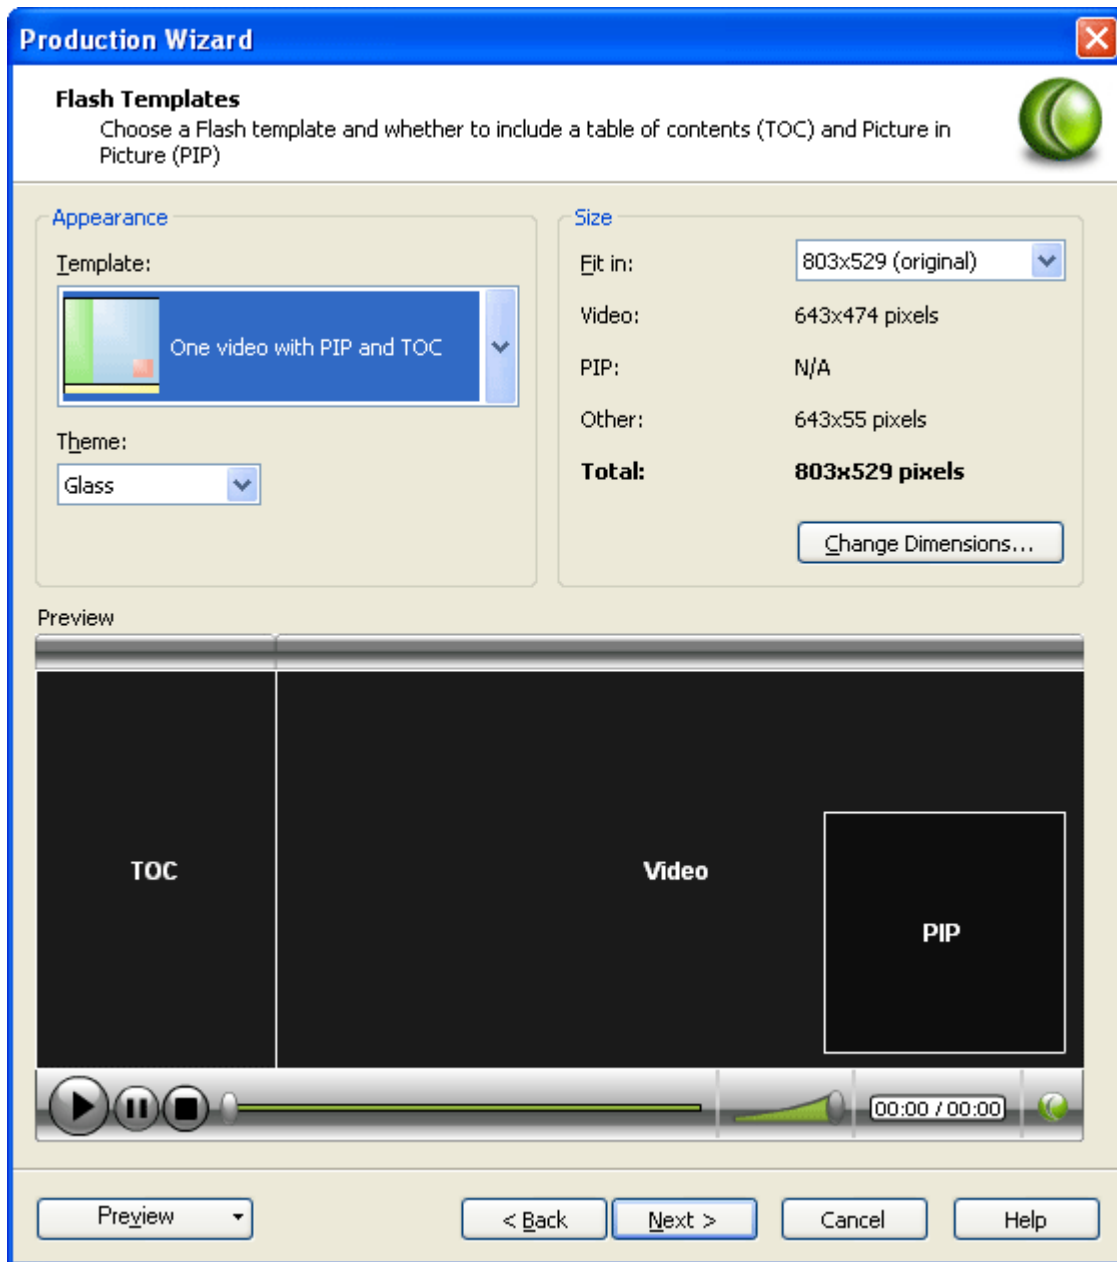 Production Wizard
Flash Templates
Choose a Flash template and whether to include a table of contents (TOC) and Picture in
Picture (PIP)
Appearance
Template:
One video with PIP and TOC
Theme:
Glass
Size
Fit in:
803x529 (original)
Video:
643x474 pixels
PIP:
N/A
Other:
643x55 pixels
Total:
803x529 pixels
Change Dimensions...
Preview
TOC
Video
PIP
00:00 / 00:00
Preview
< Back
Next >
Cancel
Help